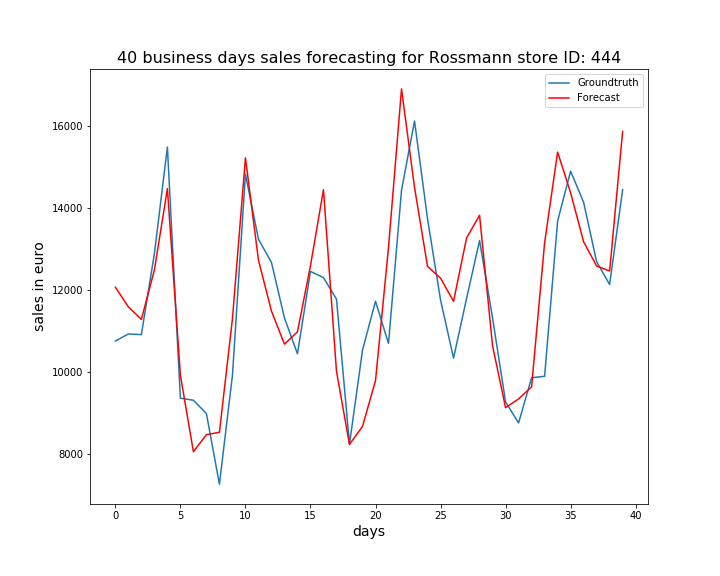 40 business days sales forecasting for Rossmann store ID: 444
Groundtruth
Forecast
16000
14000
12000
10000
8000
sales in euro
0 5 10 15 20 25 30 35 40
days